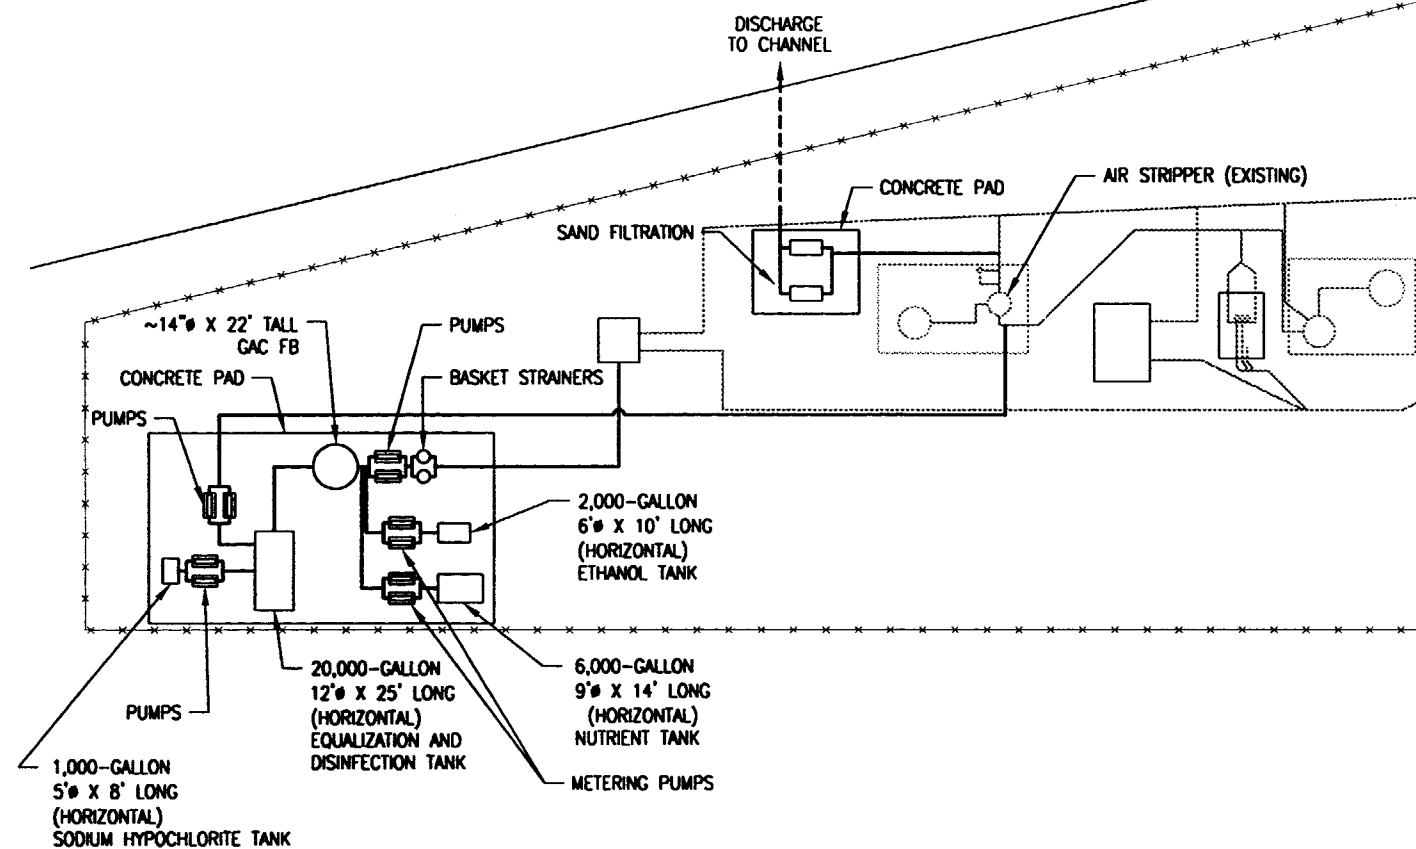 DISCHARGE
TO CHANNEL
CONCRETE PAD
AIR STRIPPER (EXISTING)
SAND FILTRATION
~14"ø X 22' TALL
GAC FB
PUMPS
CONCRETE PAD
BASKET STRAINERS
PUMPS
2,000-GALLON
6'ø X 10' LONG
(HORIZONTAL)
ETHANOL TANK
20,000-GALLON
12'ø X 25' LONG
(HORIZONTAL)
EQUALIZATION AND
DISINFECTION TANK
6,000-GALLON
9'ø X 14' LONG
(HORIZONTAL)
NUTRIENT TANK
PUMPS
METERING PUMPS
1,000-GALLON
5'ø X 8' LONG
(HORIZONTAL)
SODIUM HYPOCHLORITE TANK